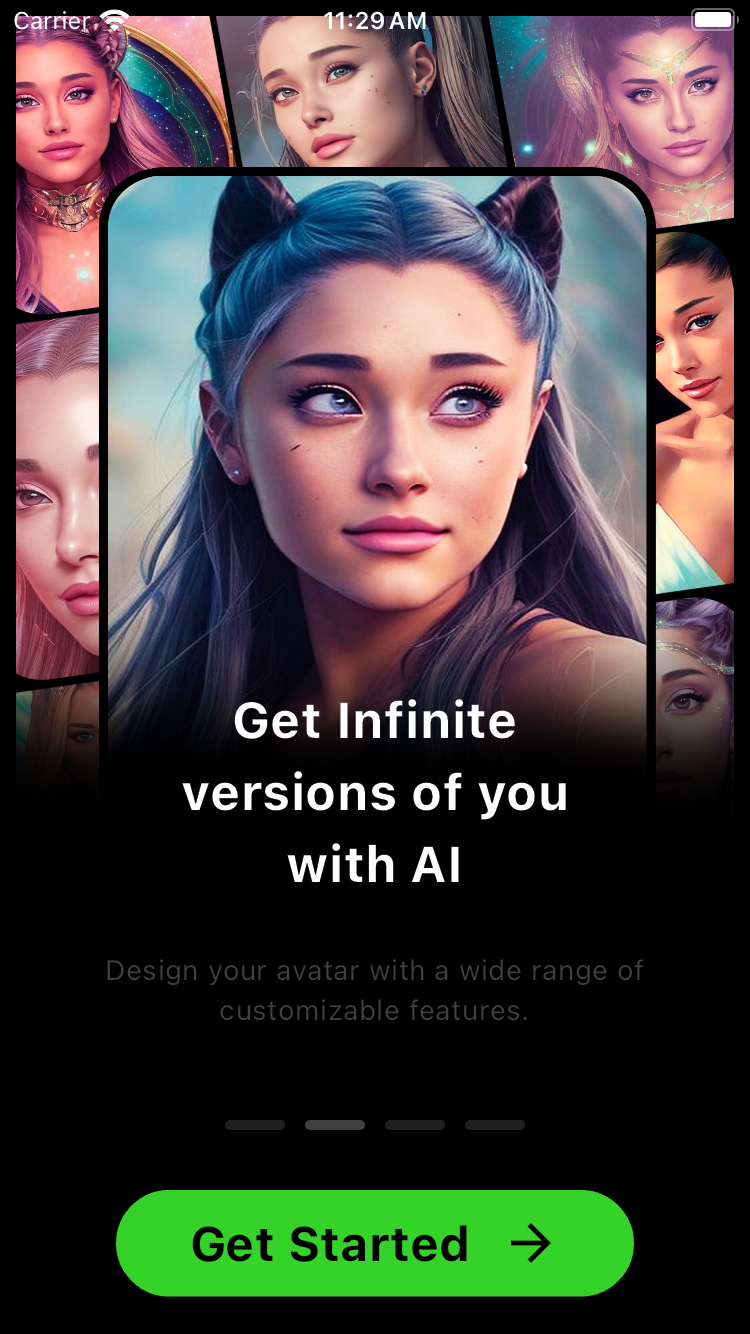 Carrier 11:29 AM
Get Infinite
versions of you
with AI
Design your avatar with a wide range of
customizable features.
Get Started